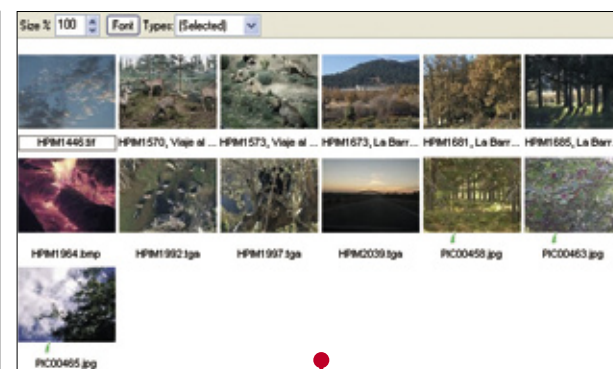 Size % 100 Font Types: (Selected)
HPIM1446.tif HPIM1570, Viaje al ... HPIM1573, Viaje al ... HPIM1673, La Barr... HPIM1681, La Barr... HPIM1685, La Barr...
HPIM1964.bmp HPIM1992.tga HPIM1997.tga HPIM2039.tga PIC00458.jpg PIC00463.jpg
PIC00465.jpg